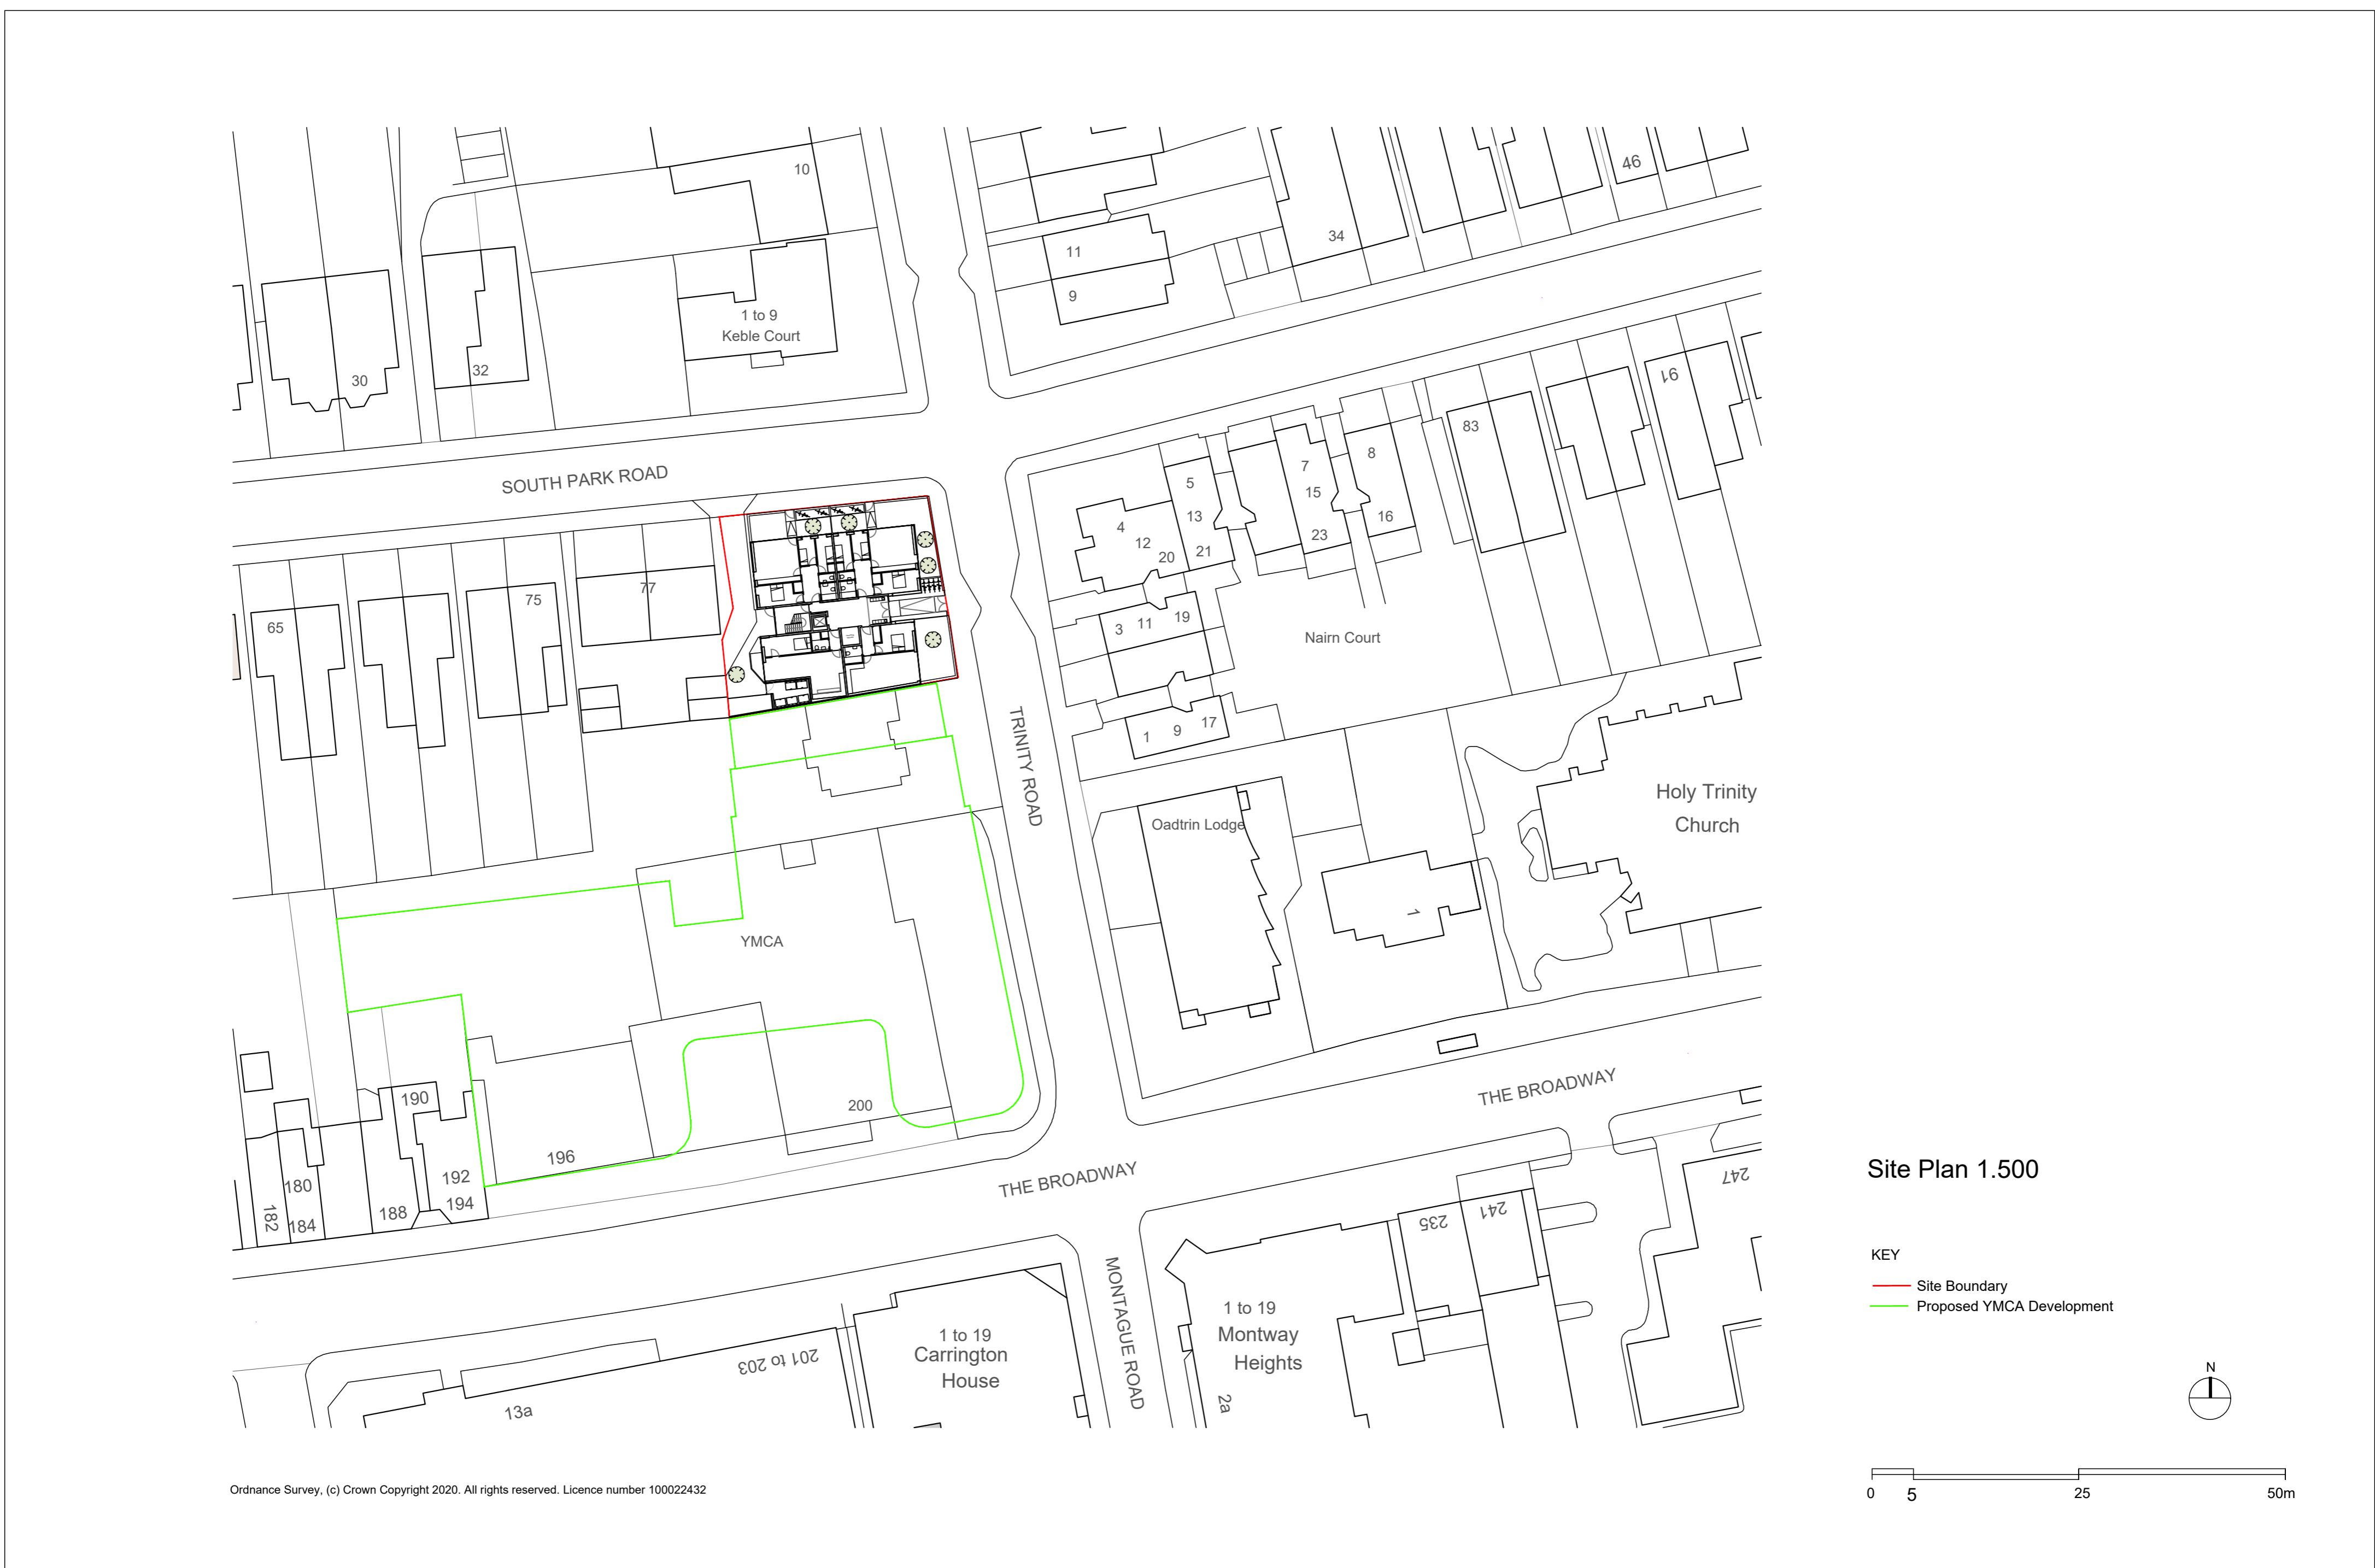 10
46
34
11
9
1 to 9
Keble Court
30
32
91
83
SOUTH PARK ROAD
7
8
5
15
4
13
16
12
23
20
21
77
75
65
3
11
19
Nairn Court
1
9
17
TRINITY ROAD
Holy Trinity
Church
Oadtrin Lodge
1
YMCA
THE BROADWAY
190
200
196
192
180
194
182
184
188
THE BROADWAY
247
241
235
MONTAGUE ROAD
1 to 19
Montway
Heights
1 to 19
Carrington
House
201 to 203
13a
2a
Site Plan 1.500
KEY
Site Boundary
Proposed YMCA Development
N
0 5 25 50m
Ordnance Survey, (c) Crown Copyright 2020. All rights reserved. Licence number 100022432